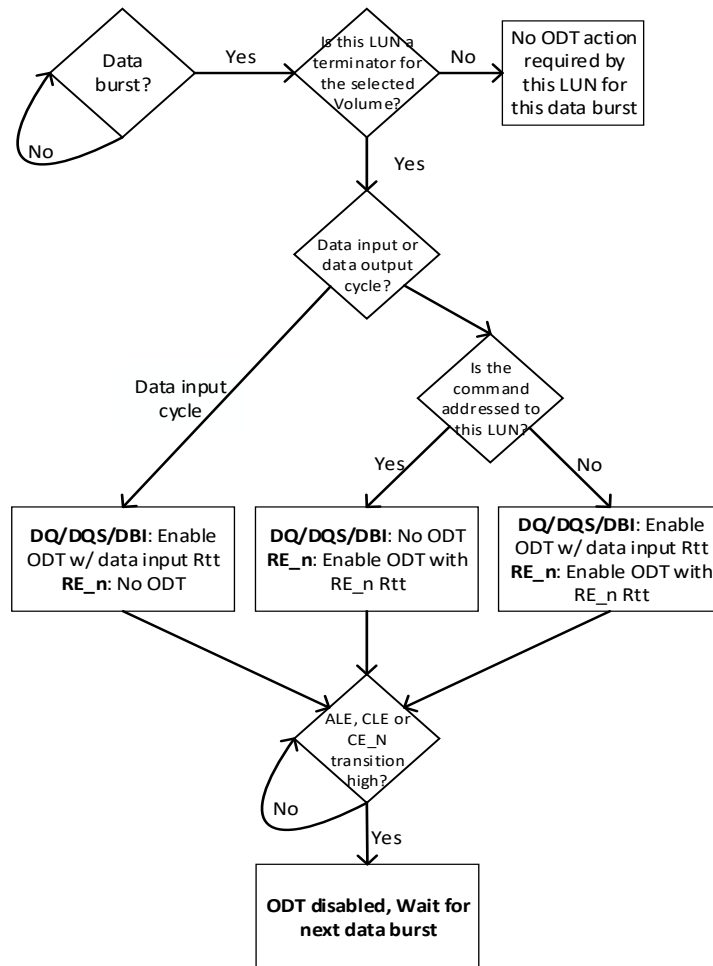 Data
burst?
Yes
No
Is this LUN a
terminator for
the selected
Volume?
No
No ODT action
required by
this LUN for
this data burst
Yes
Data input or
data output
cycle?
Data input
cycle
Is the
command
addressed to
this LUN?
Yes
No
DQ/DQS/DBI: Enable
ODT w/ data input Rtt
RE_n: No ODT
DQ/DQS/DBI: No ODT
RE_n: Enable ODT with
RE_n Rtt
DQ/DQS/DBI: Enable
ODT w/ data input Rtt
RE_n: Enable ODT with
RE_n Rtt
ALE, CLE or
CE_N
transition
high?
No
Yes
ODT disabled, Wait for
next data burst